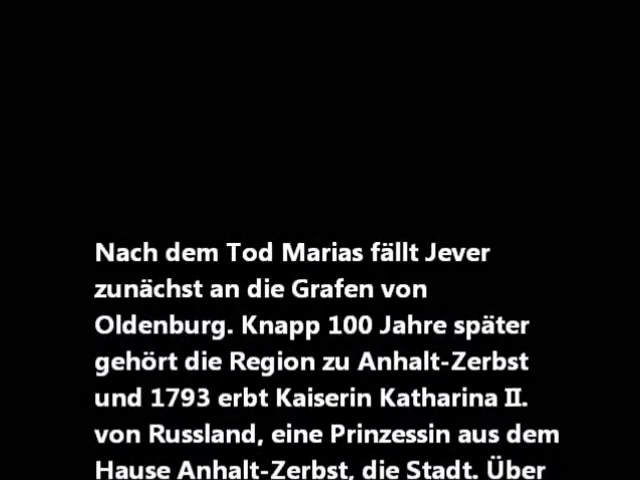 Nach dem Tod Marias fällt Jever
zunächst an die Grafen von
Oldenburg. Knapp 100 Jahre später
gehört die Region zu Anhalt-Zerbst
und 1793 erbt Kaiserin Katharina II.
von Russland, eine Prinzessin aus dem
Hause Anhalt-Zerbst, die Stadt. Über